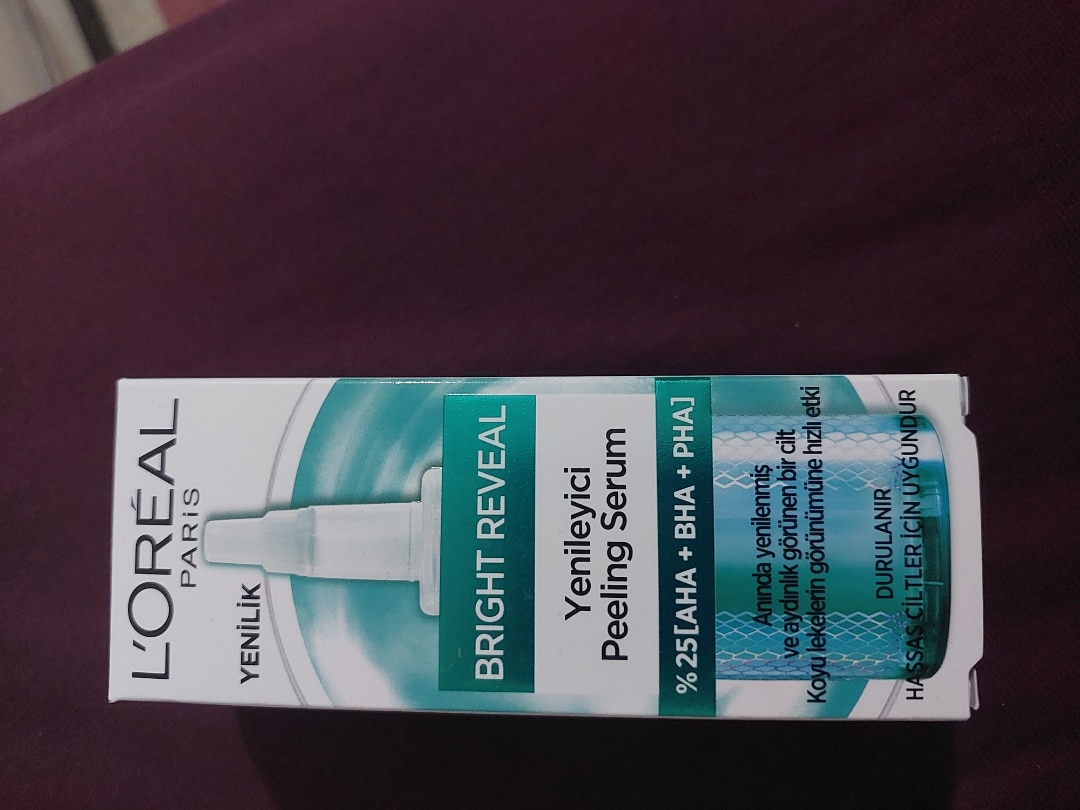 L'ORÉAL
PARiS
YENİLİK
BRIGHT REVEAL
Yenileyici
Peeling Serum
%25[AHA + BHA + PHA]
Anında yenilenmiş
ve aydınlık görünen bir cilt
Koyu lekelerin görünümüne hızlı etki
DURULANIR
HASSAS CİLTLER İÇİN UYGUNDUR